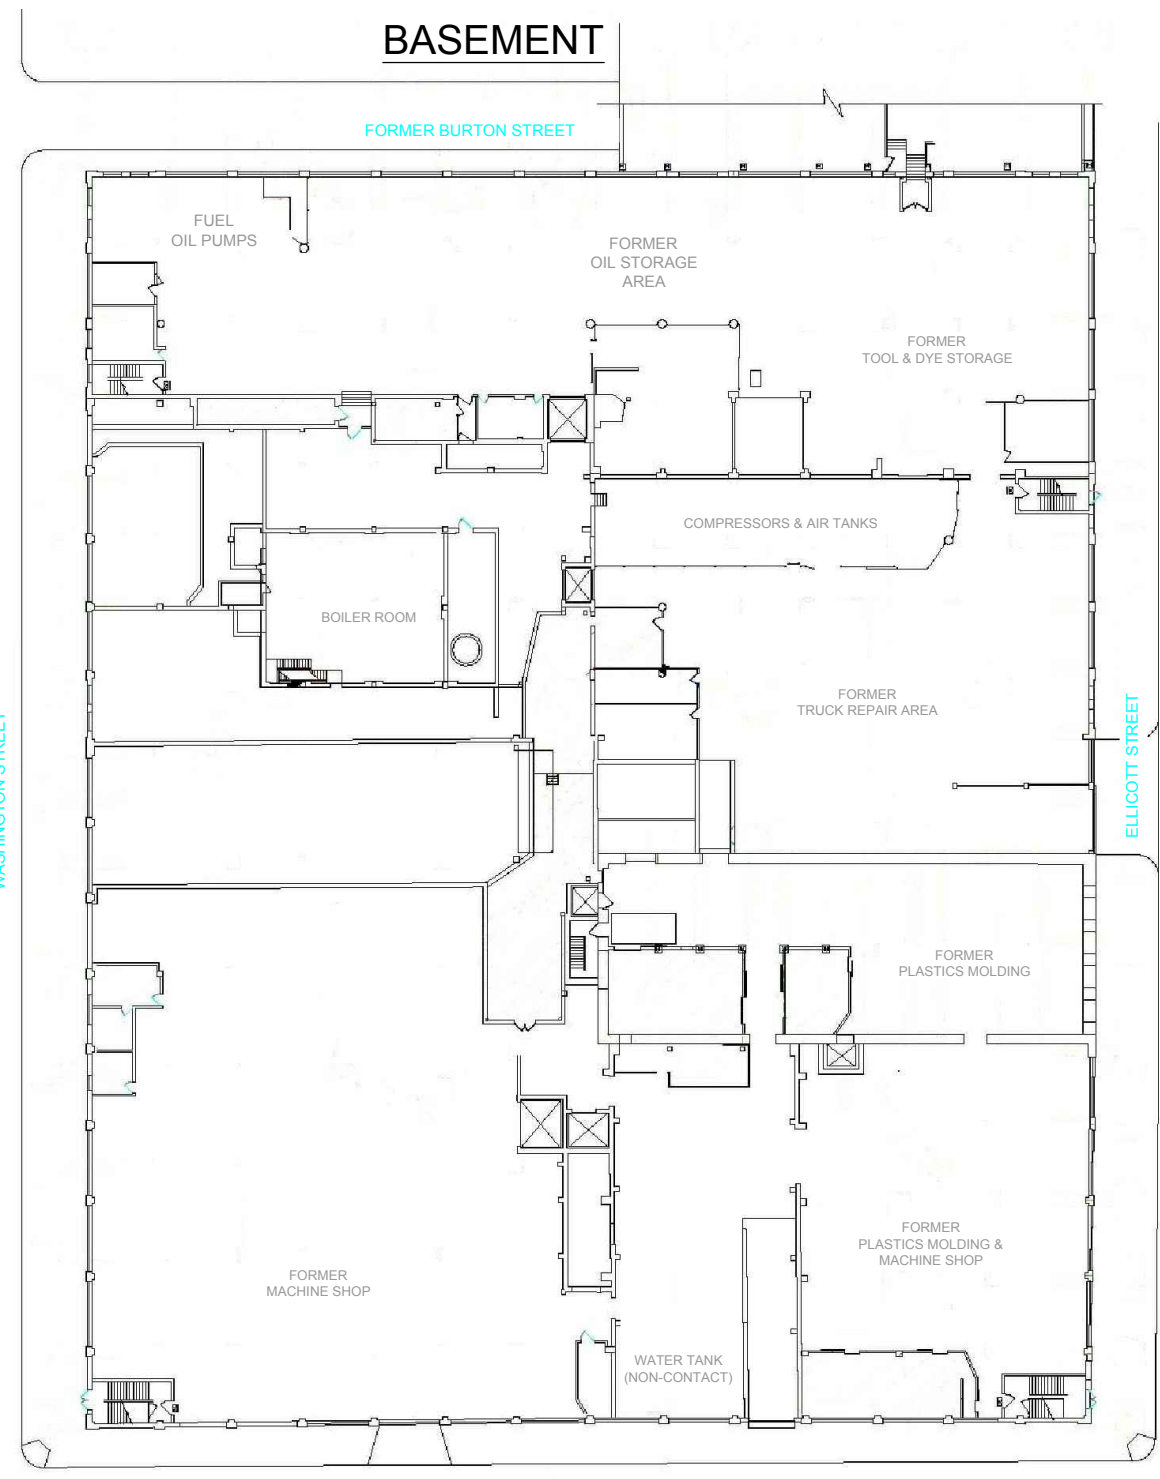 BASEMENT
FORMER BURTON STREET
FUEL
OIL PUMPS
FORMER
OIL STORAGE
AREA
FORMER
TOOL & DYE STORAGE
COMPRESSORS & AIR TANKS
BOILER ROOM
FORMER
TRUCK REPAIR AREA
WASHINGTON STREET
ELLICOTT STREET
FORMER
PLASTICS MOLDING
FORMER
PLASTICS MOLDING &
MACHINE SHOP
FORMER
MACHINE SHOP
WATER TANK
(NON-CONTACT)